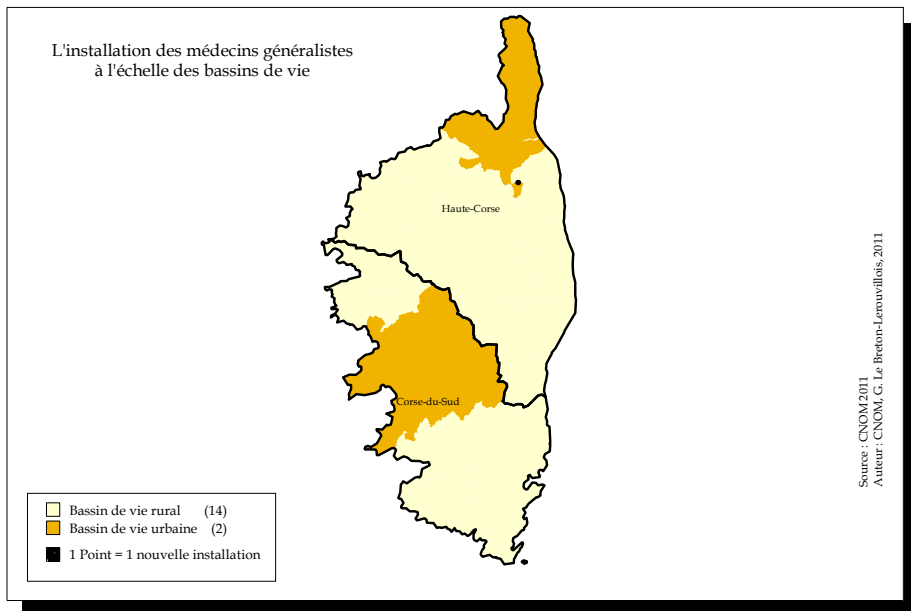 L'installation des médecins généralistes
à l'échelle des bassins de vie
Haute-Corse
Corse-du-Sud
Source : CNOM 2011
Auteur : CNOM, G. Le Breton-Lerouvillois, 2011
Bassin de vie rural (14)
Bassin de vie urbaine (2)
1 Point = 1 nouvelle installation